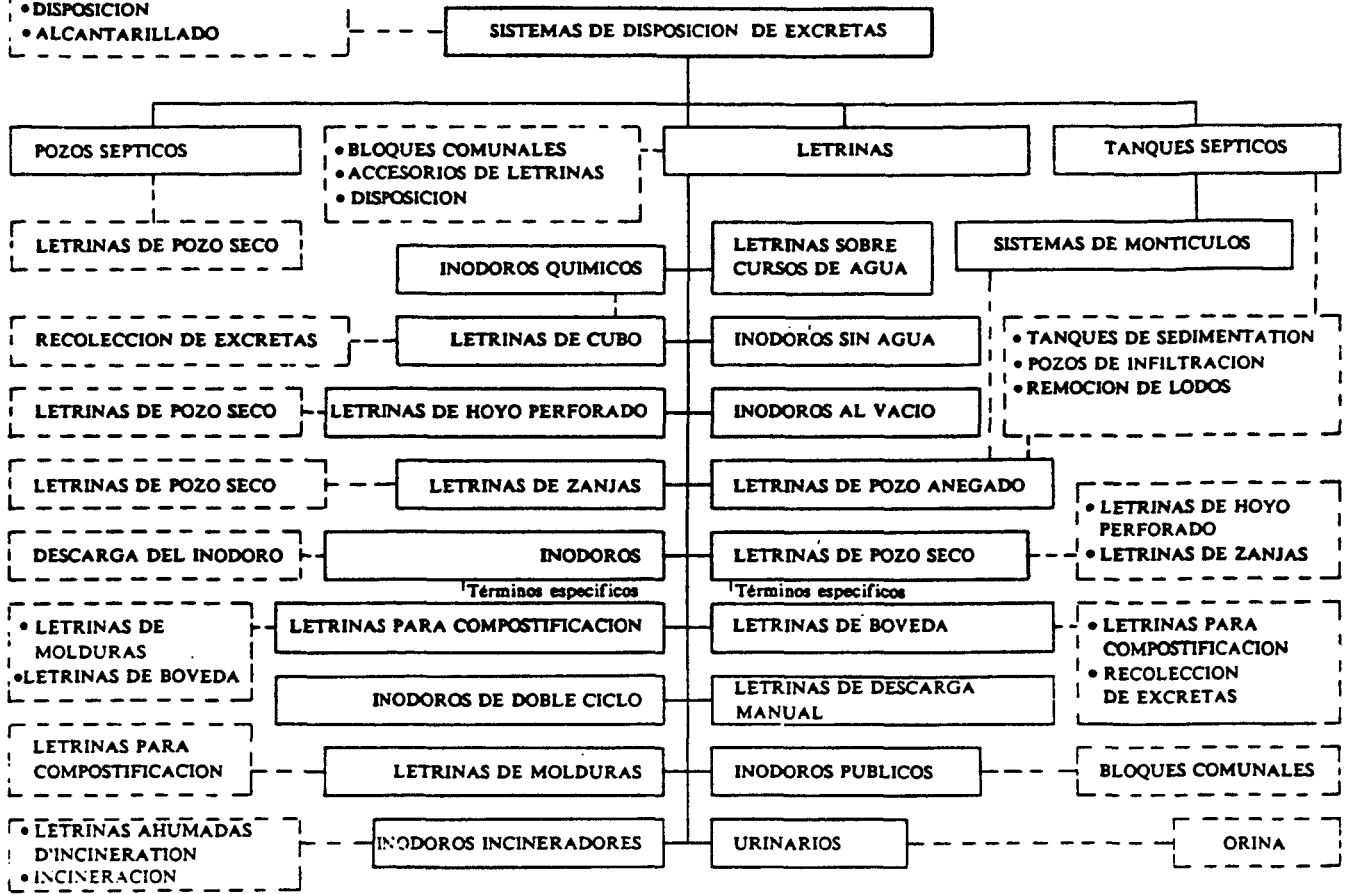 • DISPOSICION
• ALCANTARILLADO
SISTEMAS DE DISPOSICION DE EXCRETAS
POZOS SEPTICOS
• BLOQUES COMUNALES
• ACCESORIOS DE LETRINAS
• DISPOSICION
LETRINAS
TANQUES SEPTICOS
LETRINAS DE POZO SECO
INODOROS QUIMICOS
LETRINAS SOBRE
CURSOS DE AGUA
SISTEMAS DE MONTICULOS
RECOLECCION DE EXCRETAS
LETRINAS DE CUBO
INODOROS SIN AGUA
• TANQUES DE SEDIMENTATION
• POZOS DE INFILTRACION
• REMOCION DE LODOS
LETRINAS DE POZO SECO
LETRINAS DE HOYO PERFORADO
INODOROS AL VACIO
LETRINAS DE POZO SECO
LETRINAS DE ZANJAS
LETRINAS DE POZO ANEGADO
• LETRINAS DE HOYO
PERFORADO
• LETRINAS DE ZANJAS
DESCARGA DEL INODORO
INODOROS
LETRINAS DE POZO SECO
Términos especificos
Términos especificos
• LETRINAS DE
MOLDURAS
• LETRINAS DE BOVEDA
LETRINAS PARA COMPOSTIFICACION
LETRINAS DE BOVEDA
• LETRINAS PARA
COMPOSTIFICACION
• RECOLECCION
DE EXCRETAS
INODOROS DE DOBLE CICLO
LETRINAS DE DESCARGA
MANUAL
LETRINAS PARA
COMPOSTIFICACION
LETRINAS DE MOLDURAS
INODOROS PUBLICOS
BLOQUES COMUNALES
• LETRINAS AHUMADAS
D'INCINERATION
• INCINERACION
INODOROS INCINERADORES
URINARIOS
ORINA